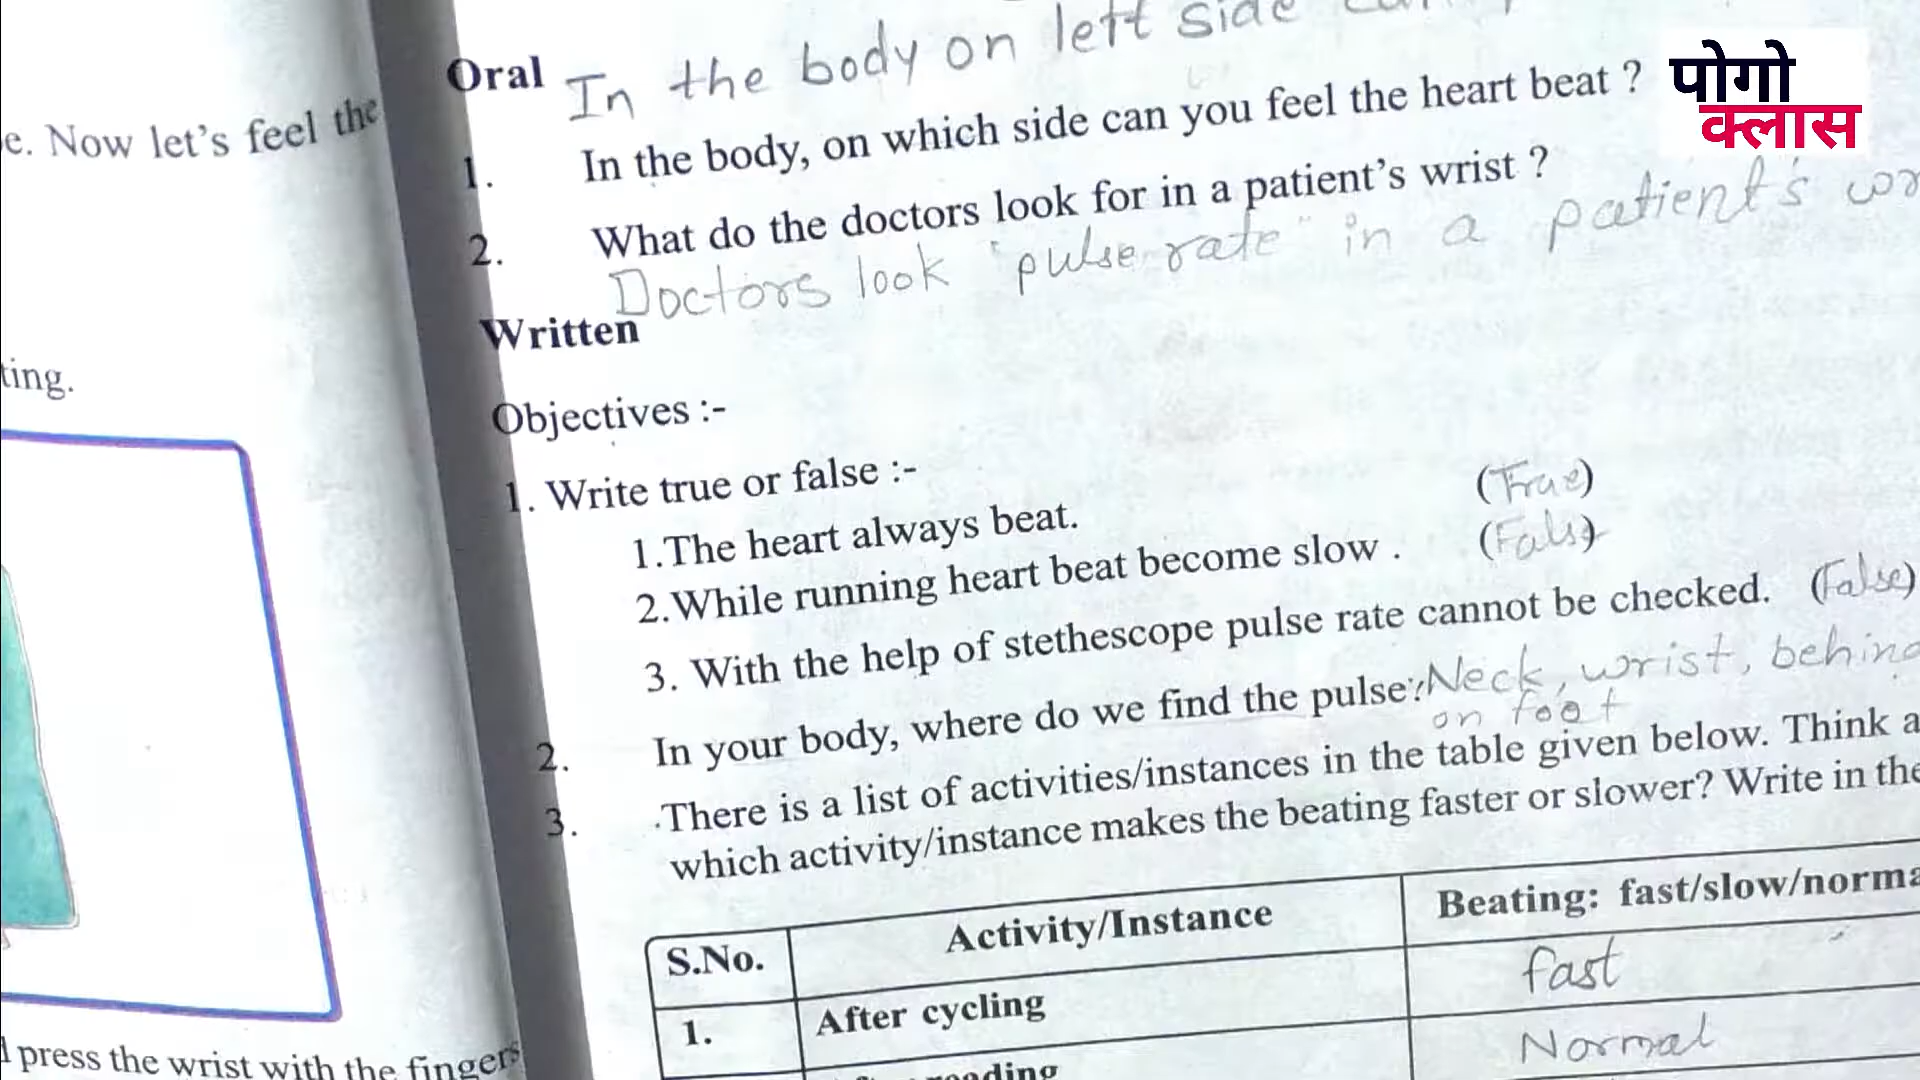 e. Now let's feel the
ting.
press the wrist with the fingers
In the body on left side
Oral
1. In the body, on which side can you feel the heart beat ?
2. What do the doctors look for in a patient's wrist ?
Doctors look "pulse rate" in a patient's
Written
Objectives :-
1. Write true or false :-
1.The heart always beat. (True)
2.While running heart beat become slow . (False)
3. With the help of stethescope pulse rate cannot be checked. (False)
2. In your body, where do we find the pulse? Neck, wrist, behind
on foot
3. There is a list of activities/instances in the table given below. Think a
which activity/instance makes the beating faster or slower? Write in the
S.No. Activity/Instance Beating: fast/slow/norma
1. After cycling fast
reading Normal
पोगो
क्लास